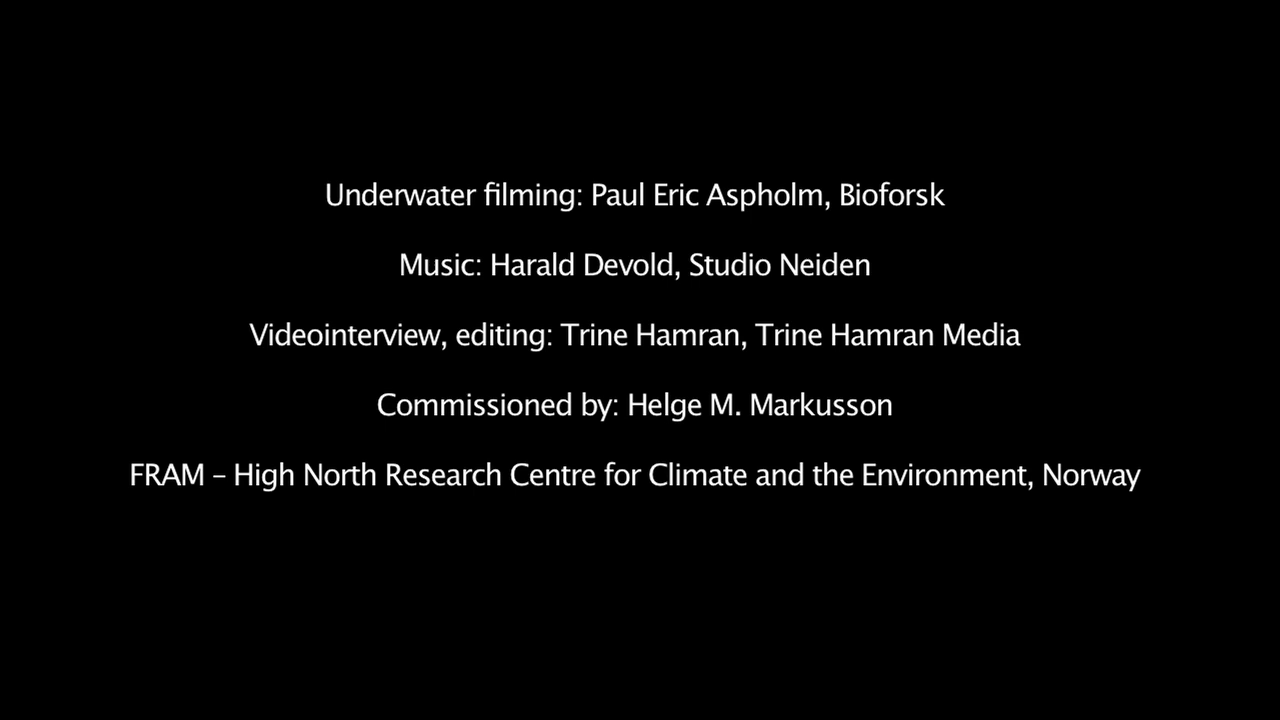 Underwater filming: Paul Eric Aspholm, Bioforsk
Music: Harald Devold, Studio Neiden
Videointerview, editing: Trine Hamran, Trine Hamran Media
Commissioned by: Helge M. Markusson
FRAM – High North Research Centre for Climate and the Environment, Norway